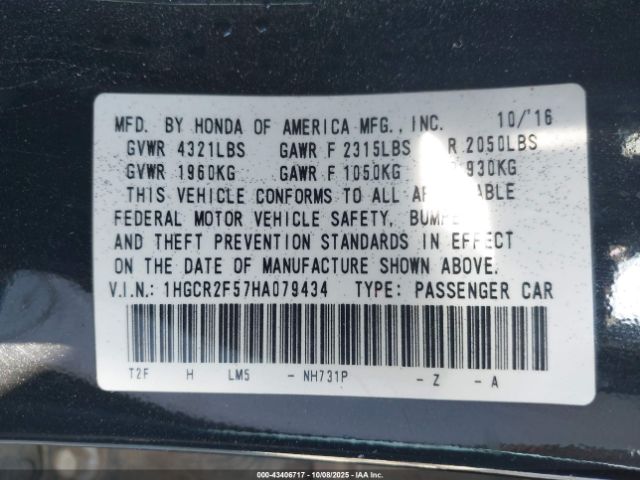 MFD. BY HONDA OF AMERICA MFG., INC. 10/'16
GVWR 4321LBS GAWR F 2315LBS R 2050LBS
GVWR 1960KG GAWR F 1050KG 930KG
THIS VEHICLE CONFORMS TO ALL
FEDERAL MOTOR VEHICLE SAFETY,
AND THEFT PREVENTION STANDARDS IN EFFECT
ON THE DATE OF MANUFACTURE SHOWN ABOVE.
V.I.N.: 1HGCR2F57HA079434 TYPE: PASSENGER CAR
T2F H LM5 - NH731P - Z - A
000-43406717 - 10/08/2025 - IAA Inc.